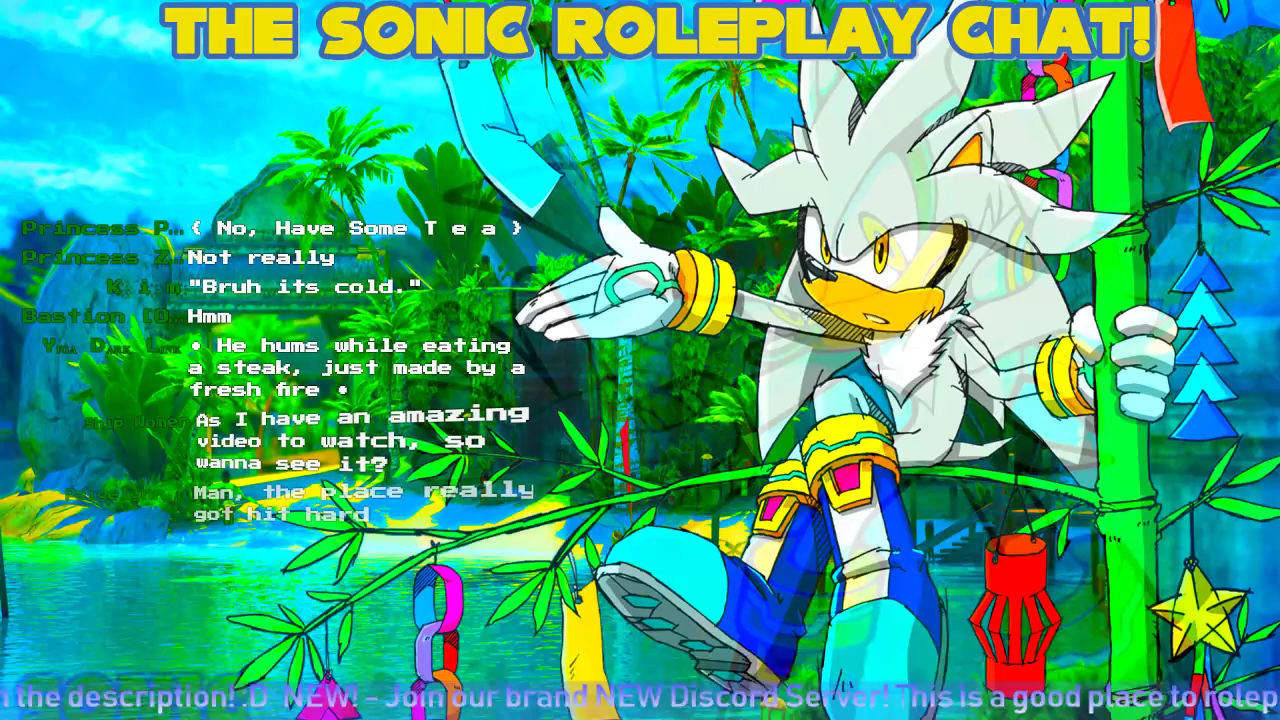 THE SONIC ROLEPLAY CHAT!
Princess P... { No, Have Some T e a }
Princess Z... Not really
K i m "Bruh its cold."
Bastion [O... Hmm
Yiga Dark Link • He hums while eating
a steak, just made by a
fresh fire •
As I have an amazing
video to watch, so
wanna see it?
Man, the place really
got hit hard
n the description! :D NEW! - Join our brand NEW Discord Server! This is a good place to rolep